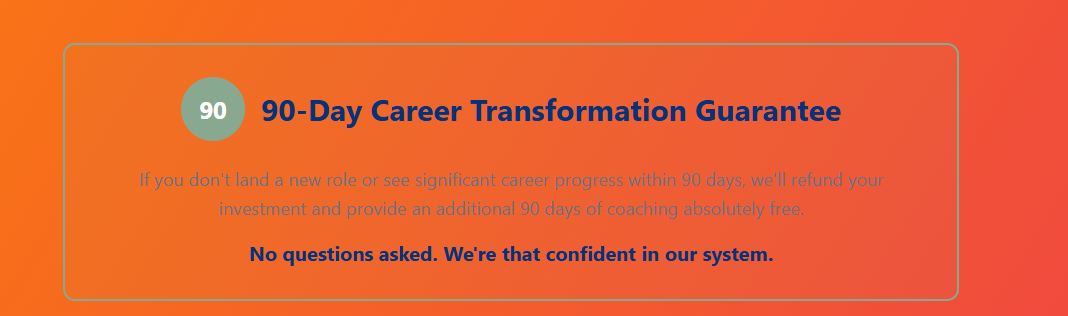 90
90-Day Career Transformation Guarantee
If you don't land a new role or see significant career progress within 90 days, we'll refund your
investment and provide an additional 90 days of coaching absolutely free.
No questions asked. We're that confident in our system.